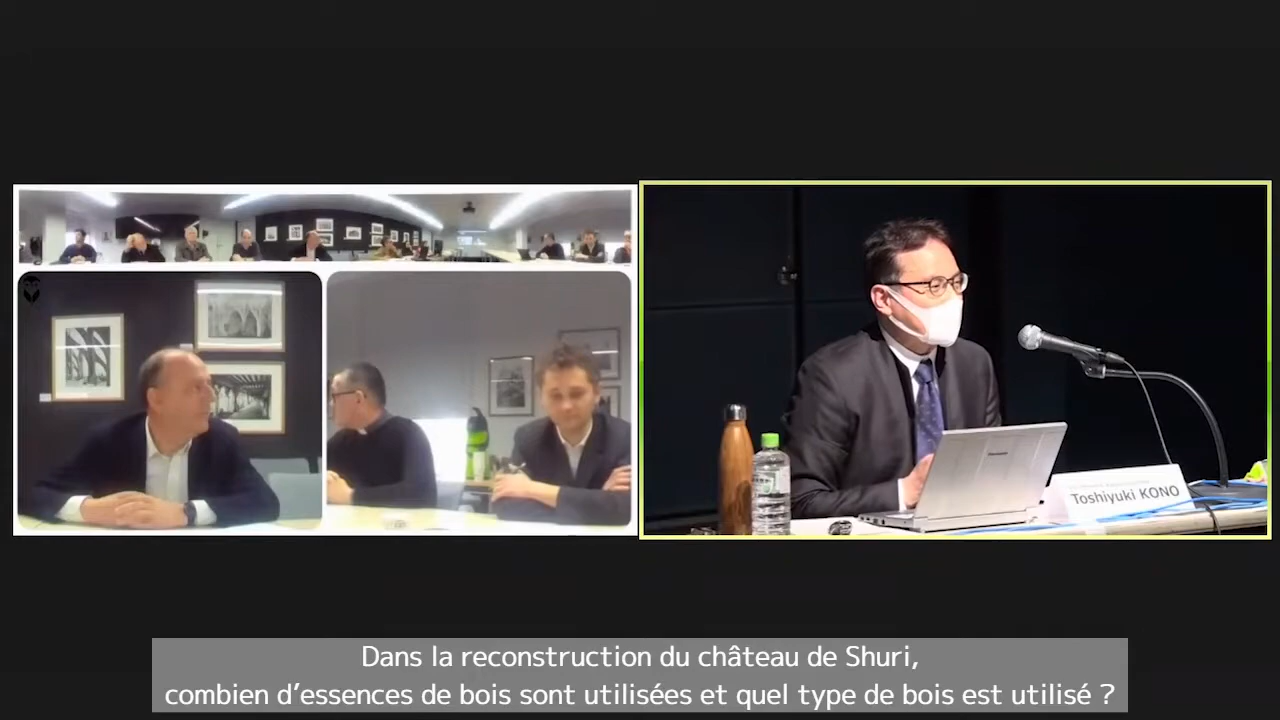 Toshiyuki KONO
Dans la reconstruction du château de Shuri,
combien d’essences de bois sont utilisées et quel type de bois est utilisé ?